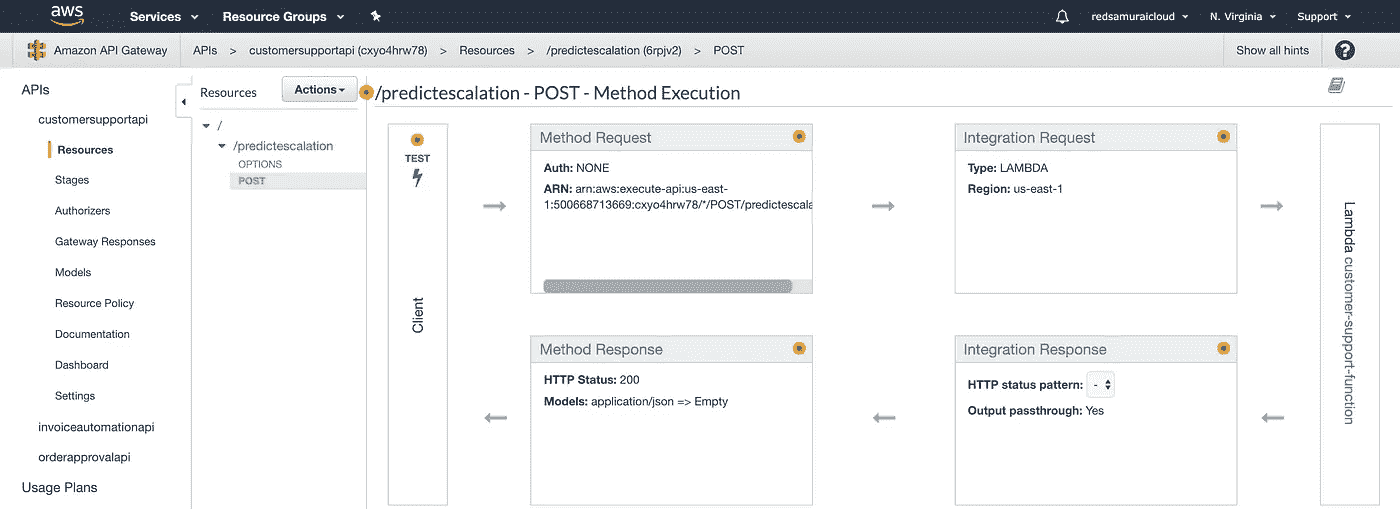 aws Services Resource Groups redsamuraicloud N. Virginia Support
Amazon API Gateway APIs > customersupportapi (cxyo4hrw78) > Resources > /predictescalation (6rpjv2) > POST Show all hints ?
APIs
customersupportapi
Resources
Stages
Authorizers
Gateway Responses
Models
Resource Policy
Documentation
Dashboard
Settings
invoiceautomationapi
orderapprovalapi
Usage Plans
Resources Actions
/
/predictescalation
OPTIONS
POST
/predictescalation - POST - Method Execution
TEST
Client
Method Request
Auth: NONE
ARN: arn:aws:execute-api:us-east-
1:500668713669:cxyo4hrw78/*/POST/predictescala
Integration Request
Type: LAMBDA
Region: us-east-1
Lambda customer-support-function
Method Response
HTTP Status: 200
Models: application/json => Empty
Integration Response
HTTP status pattern: -
Output passthrough: Yes